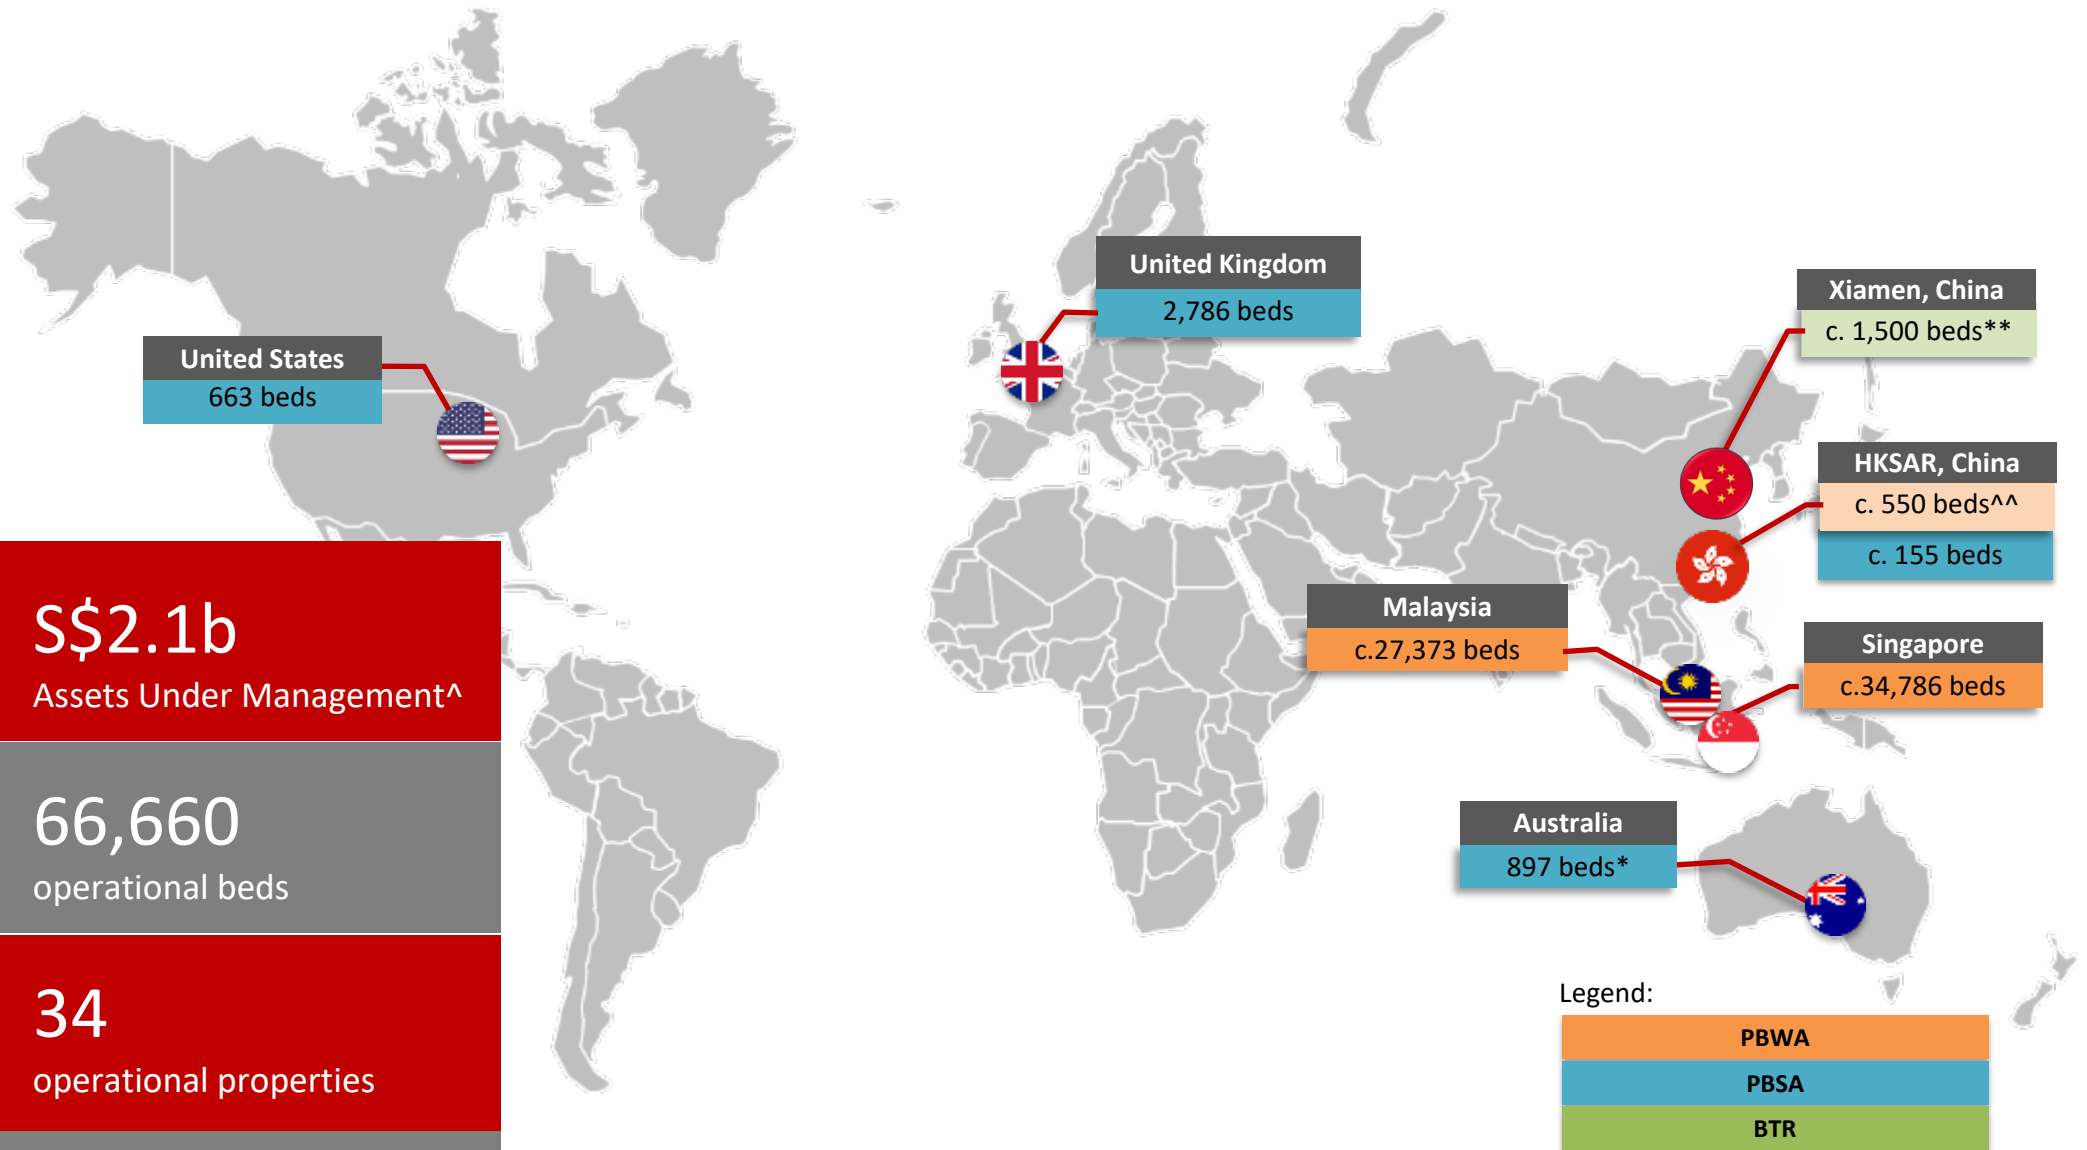 United Kingdom
2,786 beds
Xiamen, China
c. 1,500 beds**
United States
663 beds
HKSAR, China
c. 550 beds^^
c. 155 beds
Malaysia
c.27,373 beds
Singapore
c.34,786 beds
Australia
897 beds*
S$2.1b
Assets Under Management^
66,660
operational beds
34
operational properties
Legend:
PBWA
PBSA
BTR